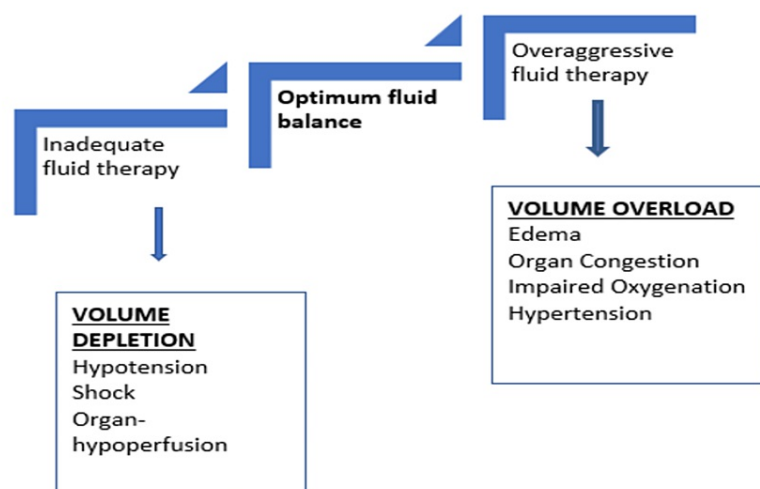 Overaggressive
fluid therapy
Optimum fluid
balance
Inadequate
fluid therapy
VOLUME OVERLOAD
Edema
Organ Congestion
Impaired Oxygenation
Hypertension
VOLUME
DEPLETION
Hypotension
Shock
Organ-
hypoperfusion